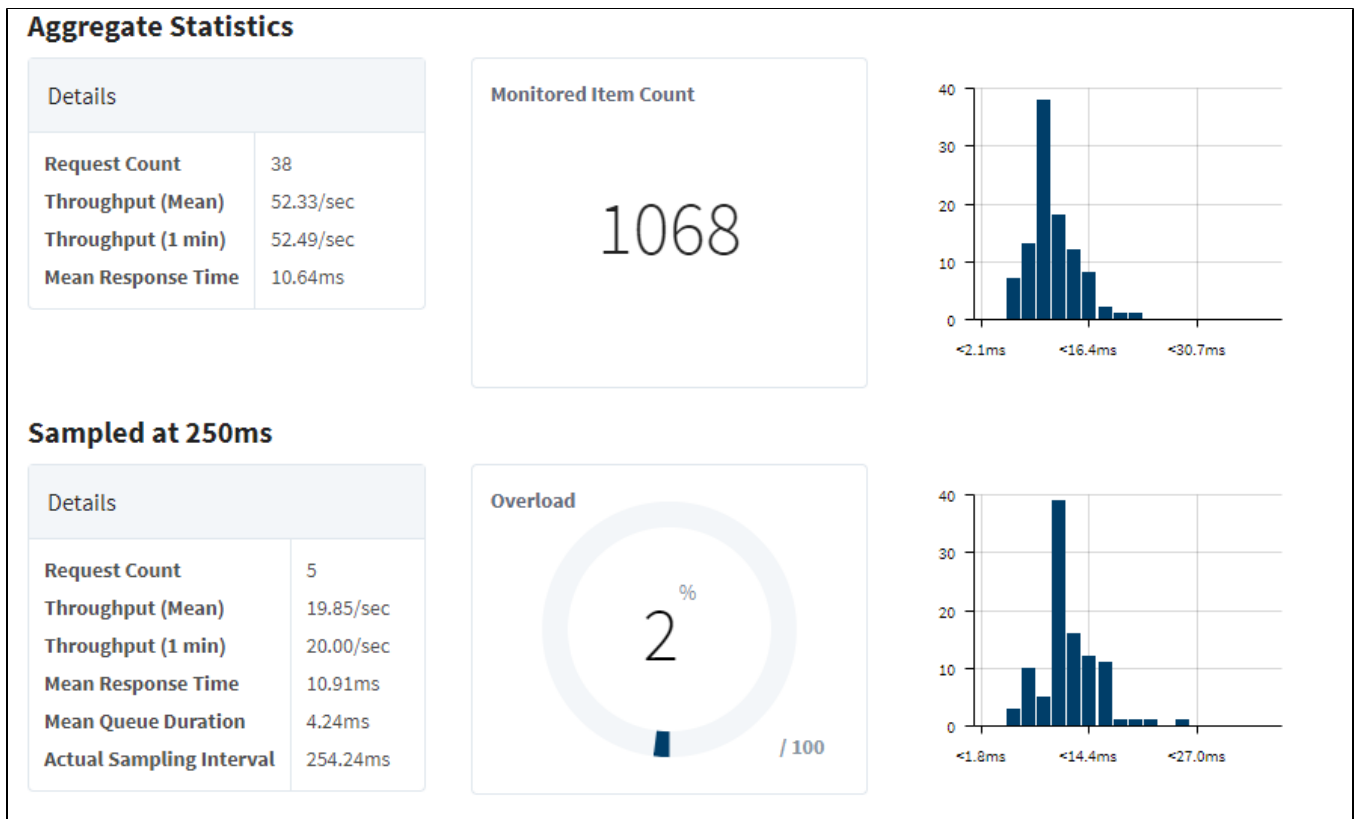 Aggregate Statistics
Details
Request Count 38
Throughput (Mean) 52.33/sec
Throughput (1 min) 52.49/sec
Mean Response Time 10.64ms
Monitored Item Count
1068
40
30
20
10
0
<2.1ms <16.4ms <30.7ms
Sampled at 250ms
Details
Request Count 5
Throughput (Mean) 19.85/sec
Throughput (1 min) 20.00/sec
Mean Response Time 10.91ms
Mean Queue Duration 4.24ms
Actual Sampling Interval 254.24ms
Overload
2 %
/ 100
40
30
20
10
0
<1.8ms <14.4ms <27.0ms